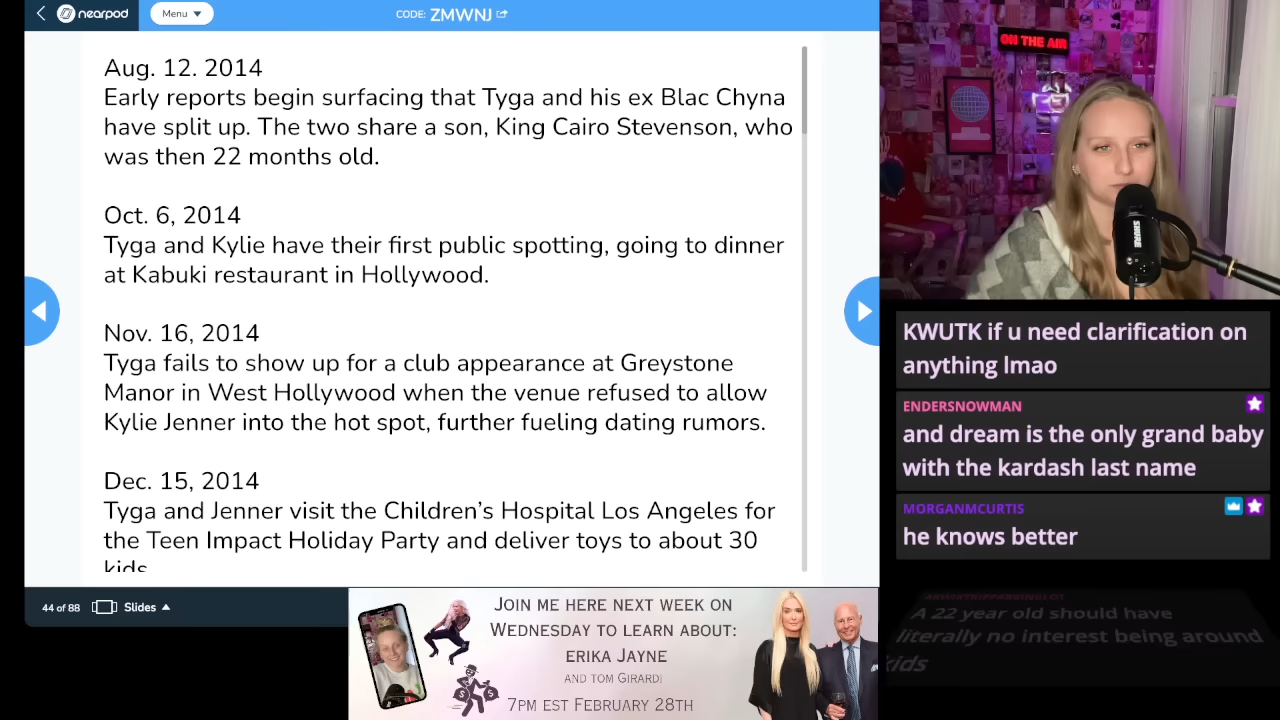 nearpod
Menu
CODE: ZMWNJ
Aug. 12. 2014
Early reports begin surfacing that Tyga and his ex Blac Chyna
have split up. The two share a son, King Cairo Stevenson, who
was then 22 months old.
Oct. 6, 2014
Tyga and Kylie have their first public spotting, going to dinner
at Kabuki restaurant in Hollywood.
Nov. 16, 2014
Tyga fails to show up for a club appearance at Greystone
Manor in West Hollywood when the venue refused to allow
Kylie Jenner into the hot spot, further fueling dating rumors.
Dec. 15, 2014
Tyga and Jenner visit the Children’s Hospital Los Angeles for
the Teen Impact Holiday Party and deliver toys to about 30
kids
44 of 88
Slides
JOIN ME HERE NEXT WEEK ON
WEDNESDAY TO LEARN ABOUT:
ERIKA JAYNE
AND TOM GIRARDI
7PM EST FEBRUARY 28TH
ON THE AIR
SHURE
KWUTK if u need clarification on
anything lmao
ENDERSNOWMAN
and dream is the only grand baby
with the kardash last name
MORGANMCURTIS
he knows better
A 22 year old should have
literally no interest being around
kids